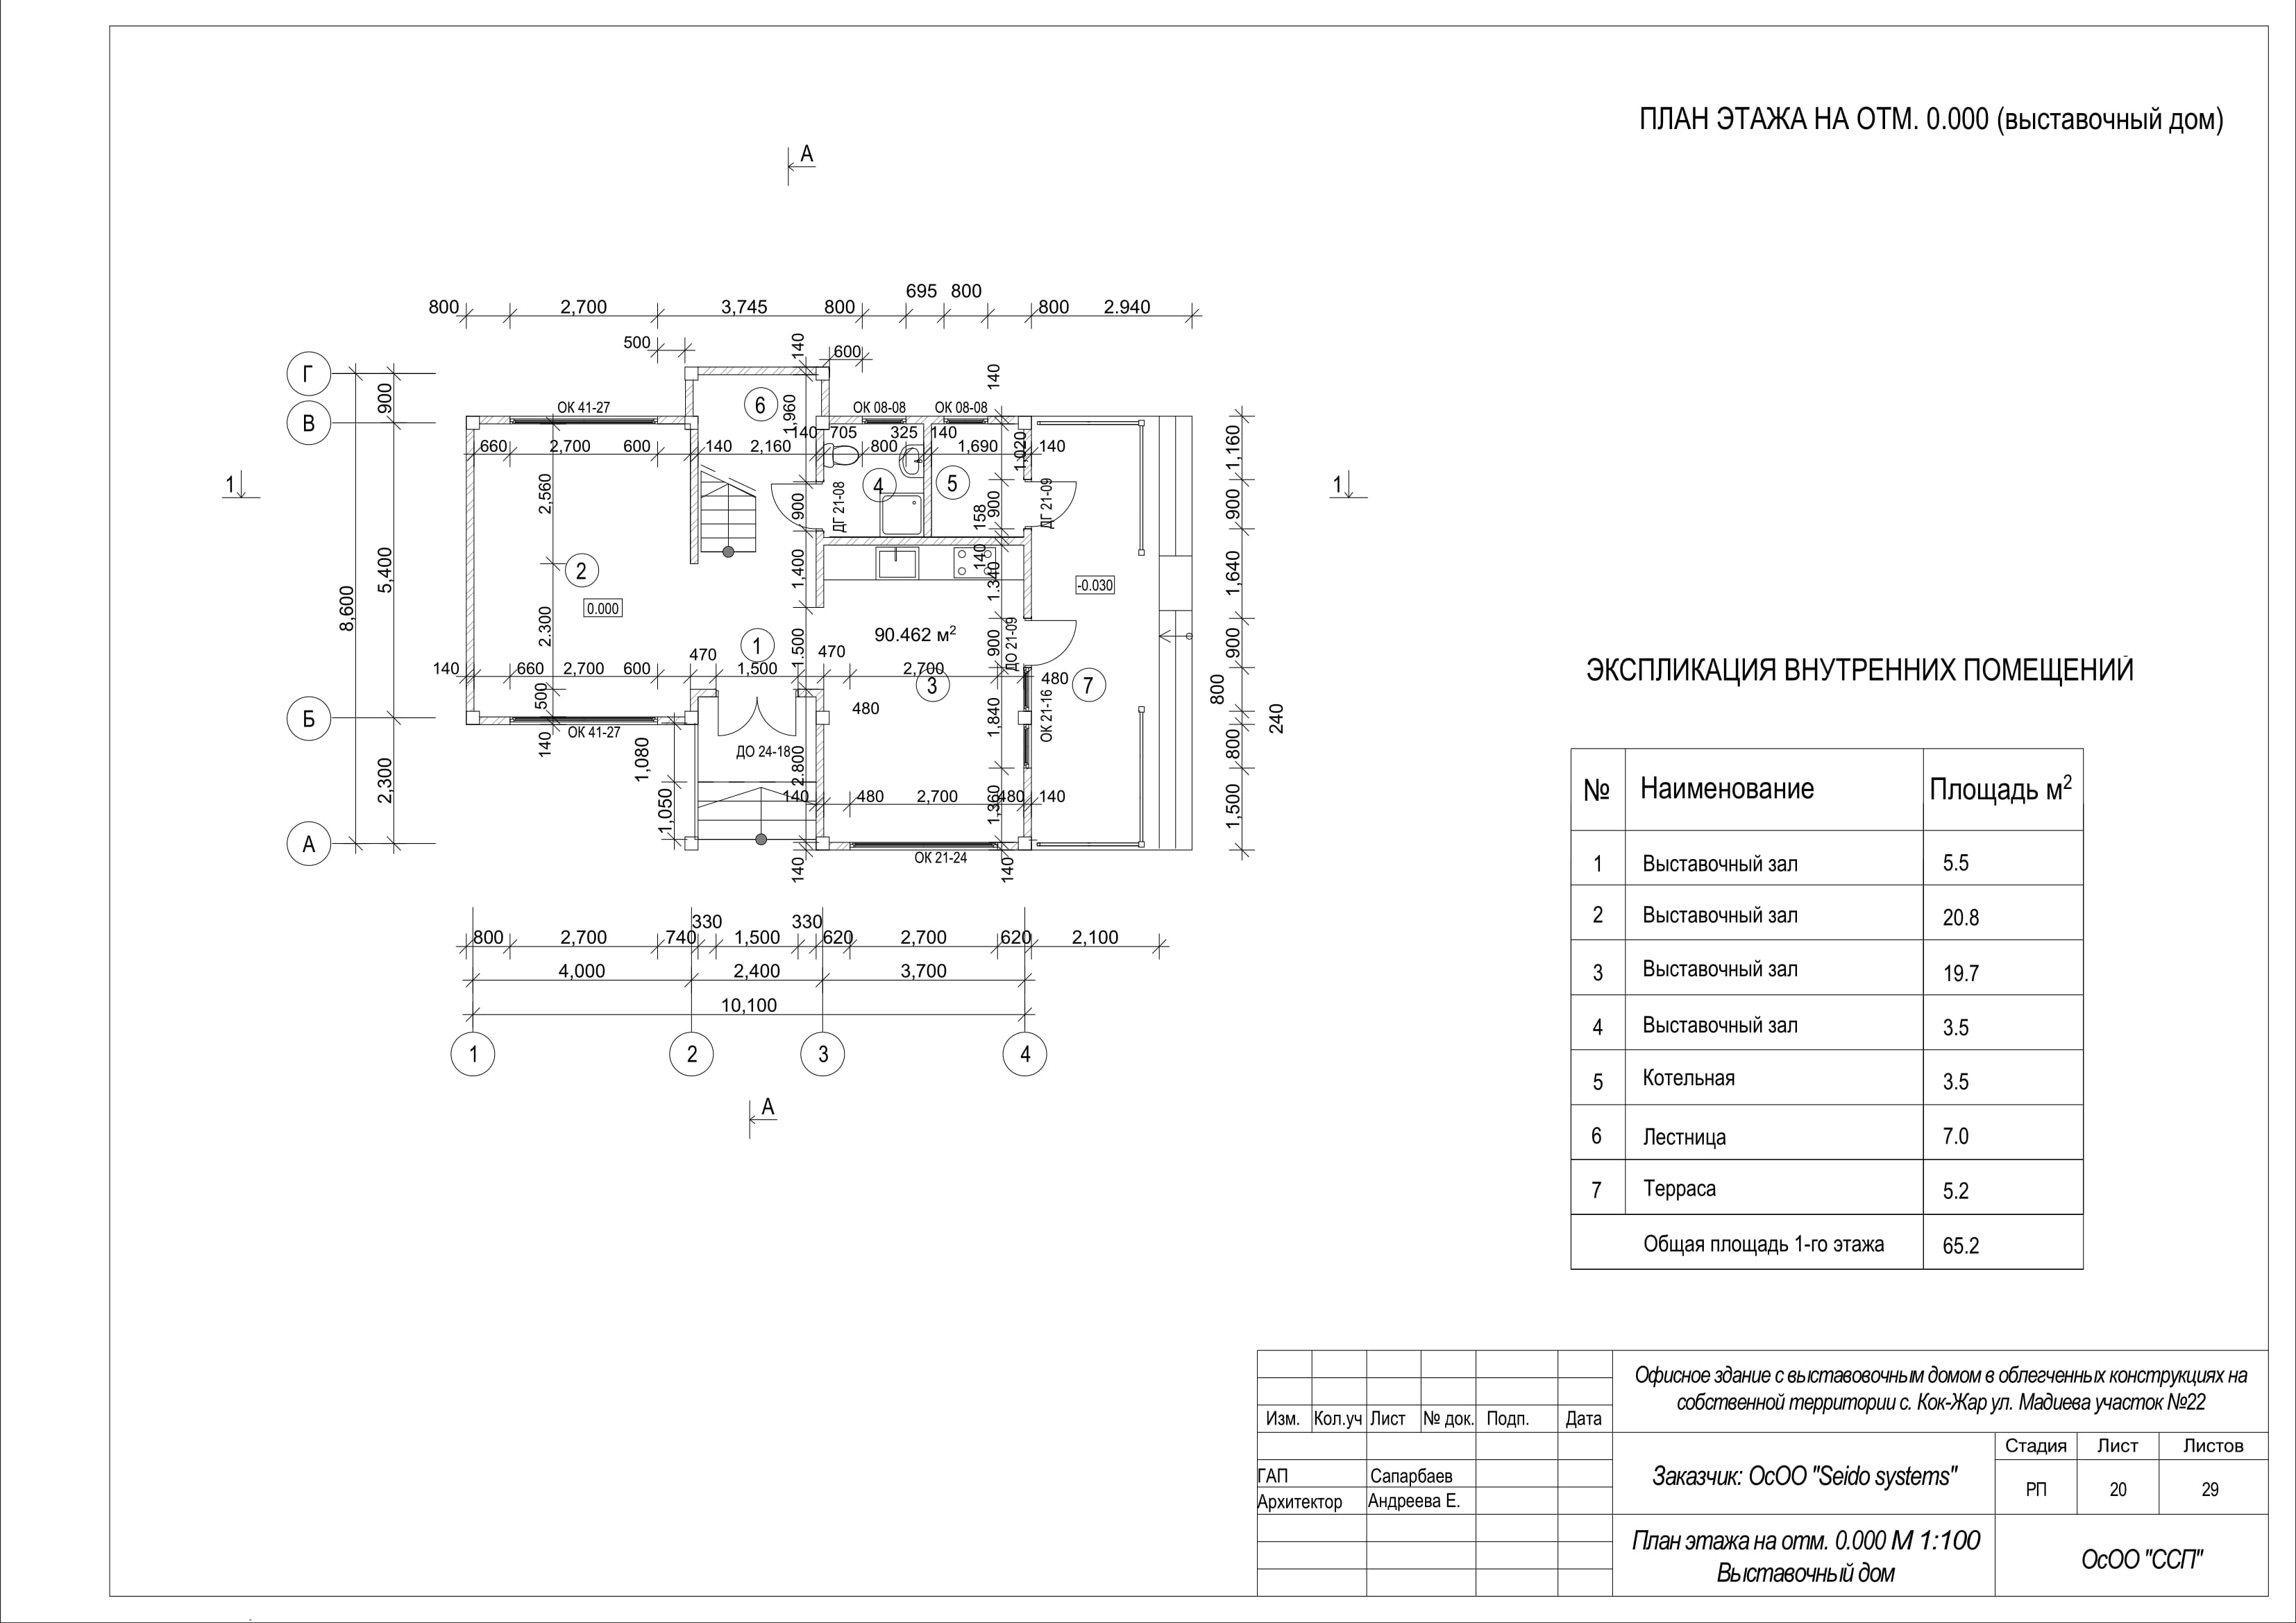 ПЛАН ЭТАЖА НА ОТМ. 0.000 (выставочный дом)
А
695 800
800 2,700 3,745 800 800 2.940
500 140 600 140
Г
900
В
ОК 41-27 6 1,960 ОК 08-08 ОК 08-08
140 705 325 140
660 2,700 600 140 2,160 800 1,690 1.020 140
1,160
1 1
2,560 900 ДГ 21-08 4 5 158 900 ДГ 21-09 900
5,400
8,600
2 1,400 140 1.340 -0.030 1,640
0.000 2.300
90.462 м²
1 1.500 900 ДО 21-09 900
470 470
140 660 2,700 600 1,500 2,700 480
3 7
500 480 1,840 ОК 21-16 800 240
Б
ОК 41-27
140 1,080 ДО 24-18 2.800 800
2,300
1,050 140 480 2,700 1,360 480 140 1,500
А
ОК 21-24
140 140
330 330
800 2,700 740 1,500 620 2,700 620 2,100
4,000 2,400 3,700
10,100
1 2 3 4
А
ЭКСПЛИКАЦИЯ ВНУТРЕННИХ ПОМЕЩЕНИЙ
№ Наименование Площадь м²
1 Выставочный зал 5.5
2 Выставочный зал 20.8
3 Выставочный зал 19.7
4 Выставочный зал 3.5
5 Котельная 3.5
6 Лестница 7.0
7 Терраса 5.2
Общая площадь 1-го этажа 65.2
Офисное здание с выставовочным домом в облегченных конструкциях на
собственной территории с. Кок-Жар ул. Мадиева участок №22
Изм. Кол.уч Лист № док. Подп. Дата
Стадия Лист Листов
ГАП Сапарбаев
Заказчик: ОсОО "Seido systems"
РП 20 29
Архитектор Андреева Е.
План этажа на отм. 0.000 М 1:100
Выставочный дом
ОсОО "ССП"